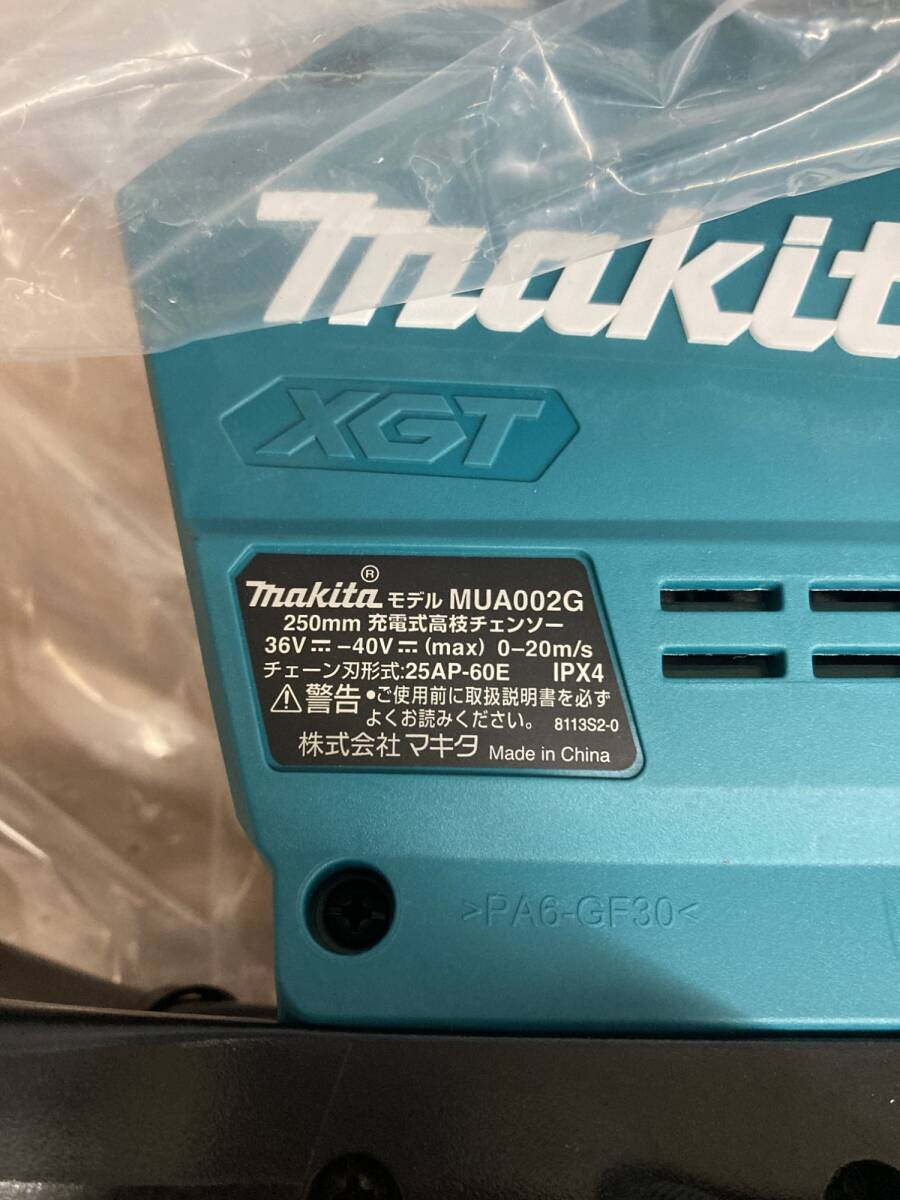 makita
XGT
makita® モデル MUA002G
250mm 充電式高枝チェンソー
36V⎓–40V⎓(max) 0–20m/s
チェーン刃形式:25AP-60E IPX4
⚠警告 •ご使用前に取扱説明書を必ず
よくお読みください。 8113S2-0
株式会社マキタ Made in China
>PA6-GF30<